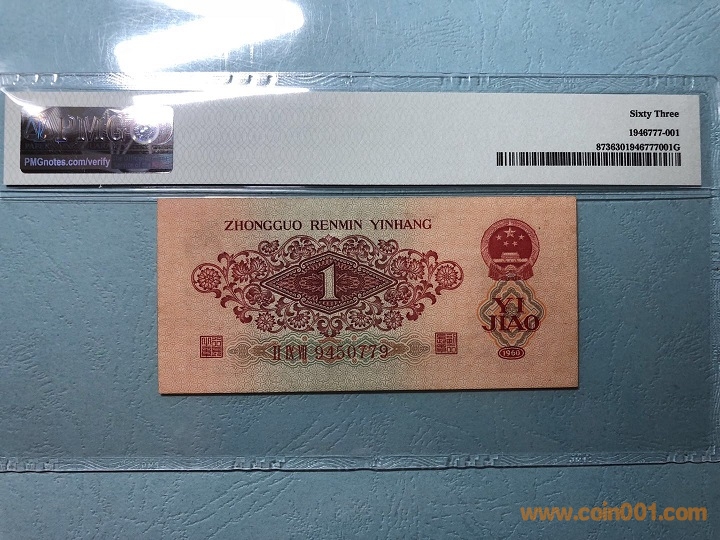 PMG
PMGnotes.com/verify
Sixty Three
1946777-001
8736301946777001G
ZHONGGUO RENMIN YINHANG
1
YI
JIAO
9450779
1960
www.coin001.com